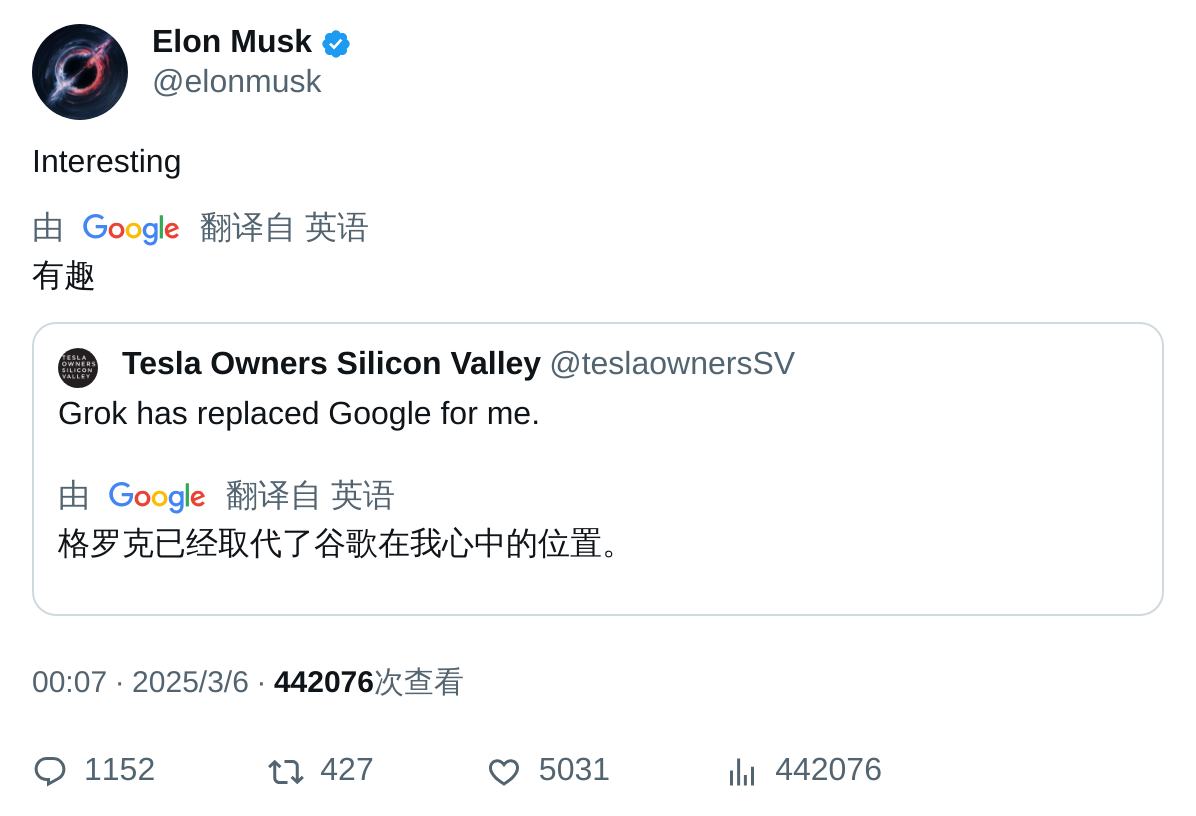 Elon Musk
@elonmusk
Interesting
由 Google 翻译自 英语
有趣
TESLA
OWNERS
SILICON
VALLEY
Tesla Owners Silicon Valley @teslaownersSV
Grok has replaced Google for me.
由 Google 翻译自 英语
格罗克已经取代了谷歌在我心中的位置。
00:07 · 2025/3/6 · 442076次查看
1152 427 5031 442076